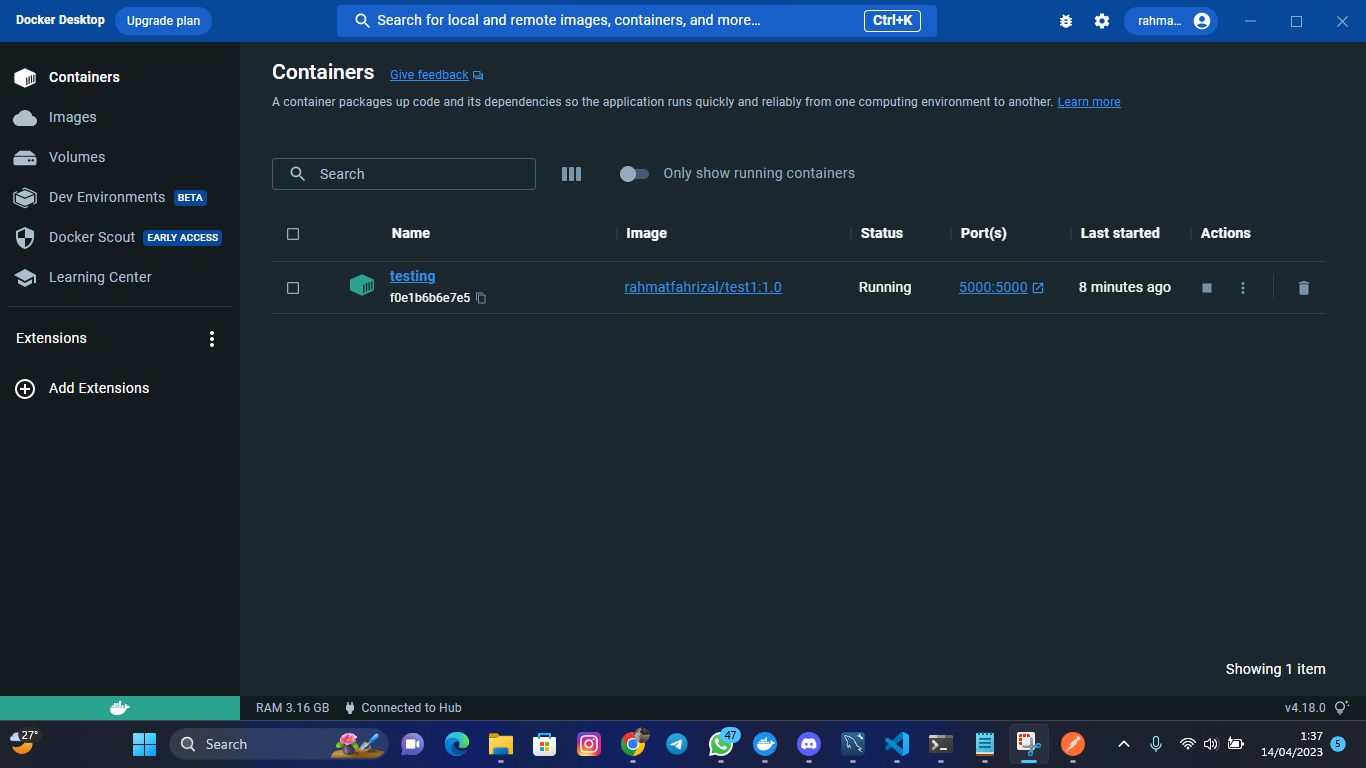 Docker Desktop Upgrade plan Search for local and remote images, containers, and more... Ctrl+K rahma...
Containers
Images
Volumes
Dev Environments BETA
Docker Scout EARLY ACCESS
Learning Center
Extensions
Add Extensions
Containers Give feedback
A container packages up code and its dependencies so the application runs quickly and reliably from one computing environment to another. Learn more
Search Only show running containers
Name Image Status Port(s) Last started Actions
testing
f0e1b6b6e7e5 rahmatfahrizal/test1:1.0 Running 5000:5000 8 minutes ago
Showing 1 item
RAM 3.16 GB Connected to Hub v4.18.0
27° Search 47 1:37
14/04/2023 5